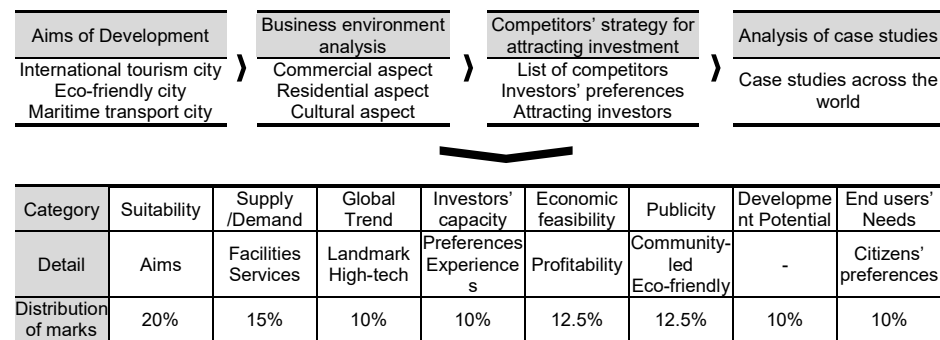 Aims of Development
International tourism city
Eco-friendly city
Maritime transport city
Business environment
analysis
Commercial aspect
Residential aspect
Cultural aspect
Competitors' strategy for
attracting investment
List of competitors
Investors' preferences
Attracting investors
Analysis of case studies
Case studies across the
world
Category
Suitability
Supply
/Demand
Global
Trend
Investors'
capacity
Economic
feasibility
Publicity
Developme
nt Potential
End users'
Needs
Detail
Aims
Facilities
Services
Landmark
High-tech
Preferences
Experience
s
Profitability
Community-
led
Eco-friendly
-
Citizens'
preferences
Distribution
of marks
20%
15%
10%
10%
12.5%
12.5%
10%
10%